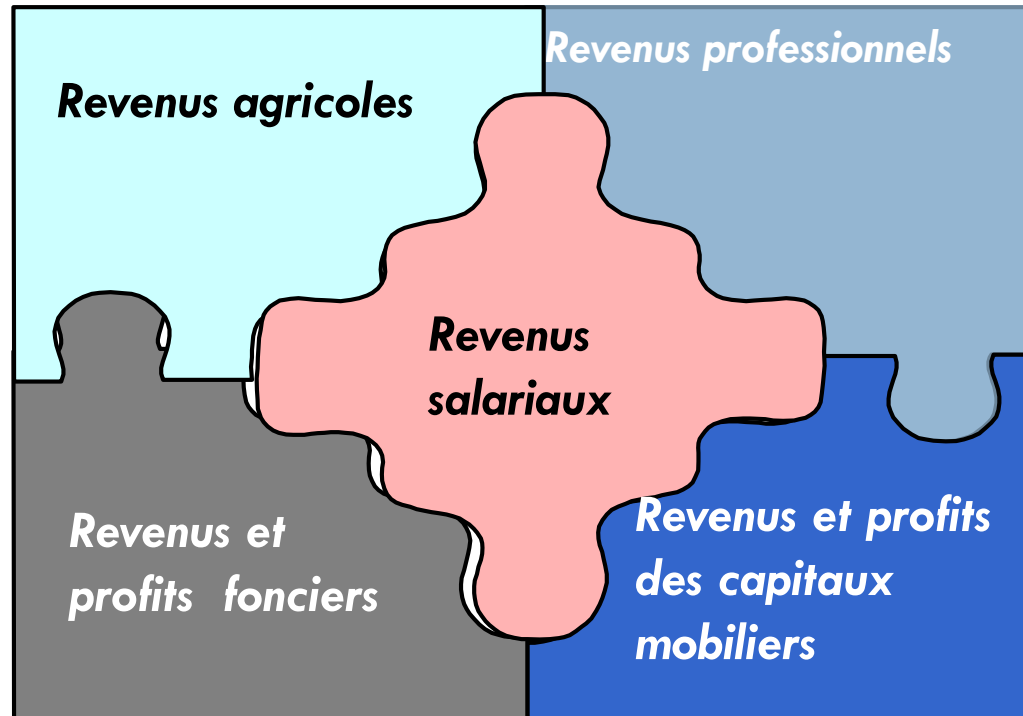 Revenus professionnels
Revenus agricoles
Revenus
salariaux
Revenus et
profits fonciers
Revenus et profits
des capitaux
mobiliers